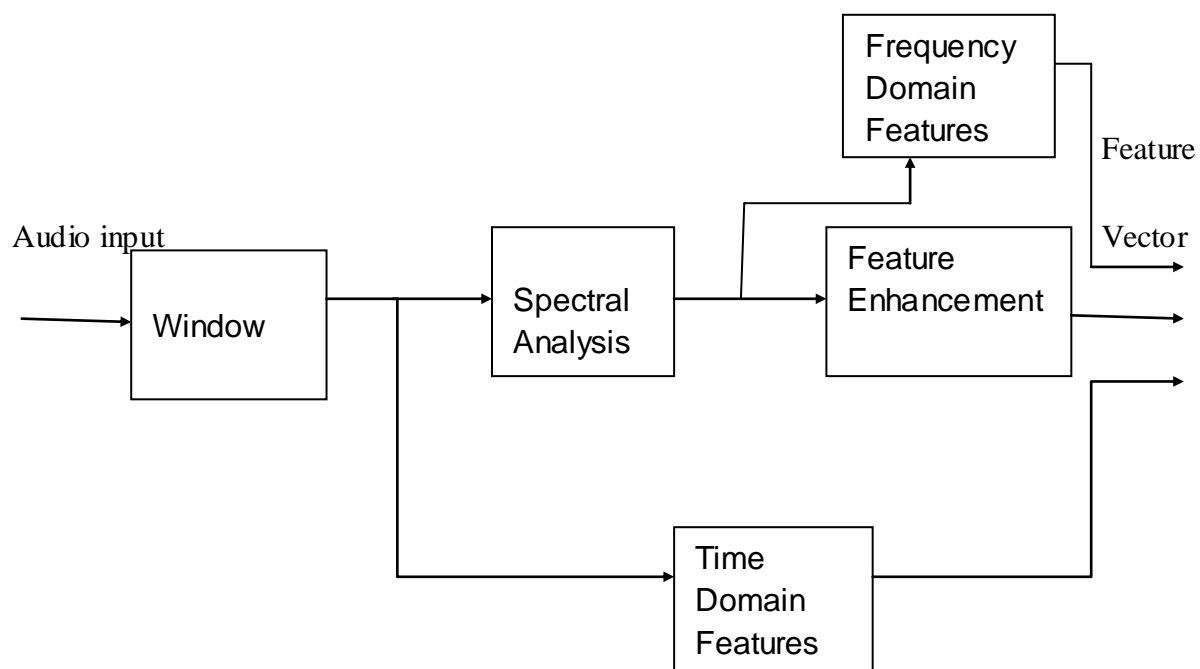 Frequency
Domain
Features
Feature
Audio input
Vector
Window
Spectral
Analysis
Feature
Enhancement
Time
Domain
Features